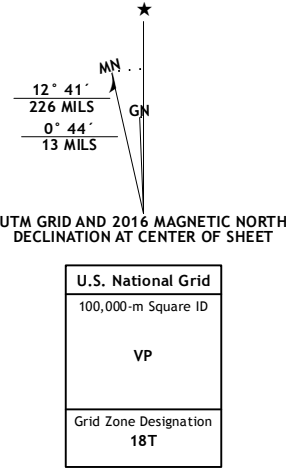 ★
MN
12° 41´
226 MILS
GN
0° 44´
13 MILS
UTM GRID AND 2016 MAGNETIC NORTH
DECLINATION AT CENTER OF SHEET
U.S. National Grid
100,000-m Square ID
VP
Grid Zone Designation
18T